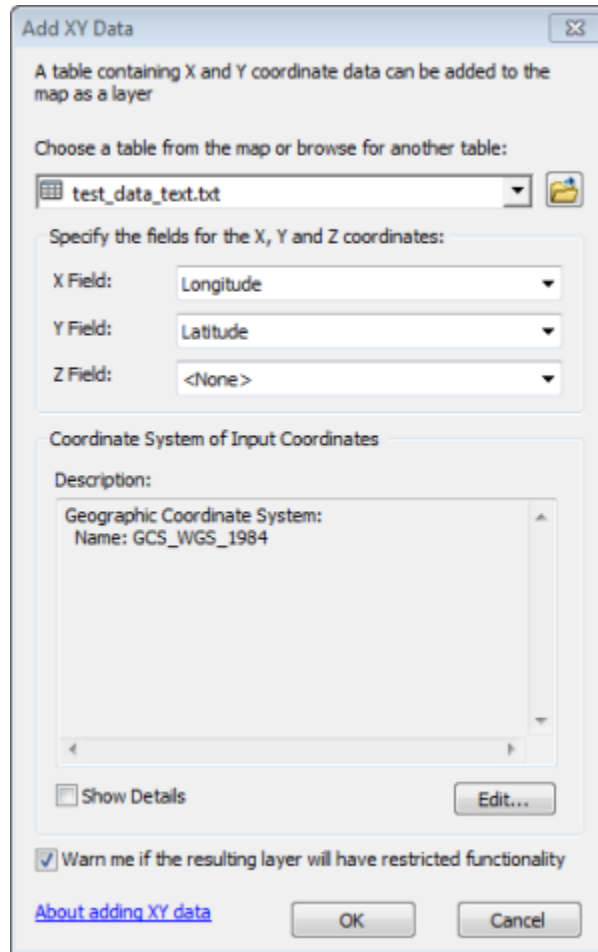 Add XY Data
A table containing X and Y coordinate data can be added to the
map as a layer
Choose a table from the map or browse for another table:
test_data_text.txt
Specify the fields for the X, Y and Z coordinates:
X Field: Longitude
Y Field: Latitude
Z Field: <None>
Coordinate System of Input Coordinates
Description:
Geographic Coordinate System:
Name: GCS_WGS_1984
Show Details Edit...
Warn me if the resulting layer will have restricted functionality
About adding XY data OK Cancel